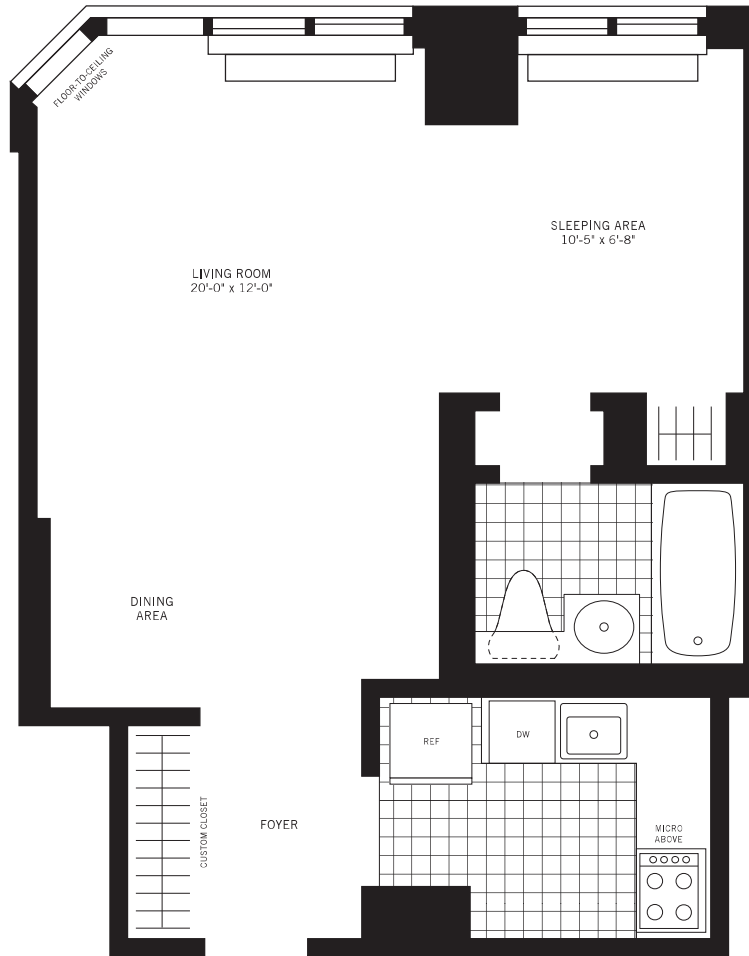 FLOOR-TO-CEILING
WINDOWS
SLEEPING AREA
10'-5" x 6'-8"
LIVING ROOM
20'-0" x 12'-0"
DINING
AREA
REF
DW
CUSTOM CLOSET
FOYER
MICRO
ABOVE